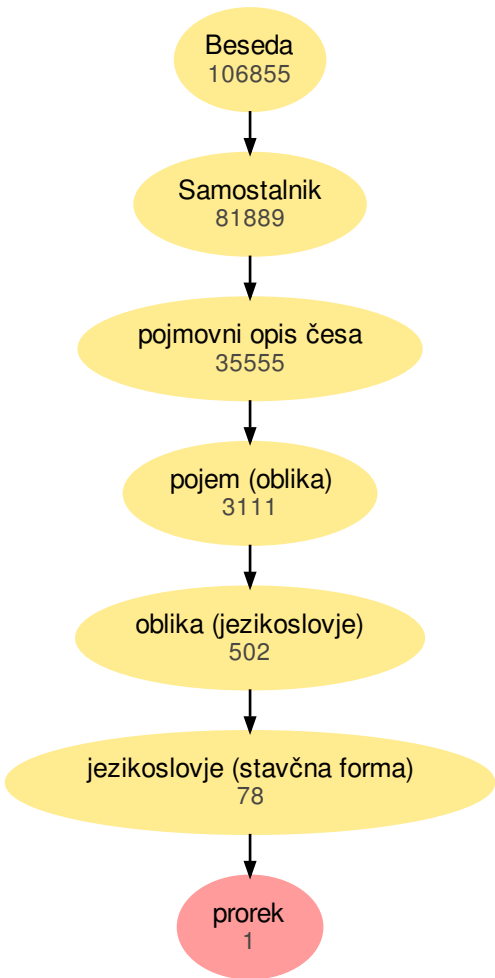 Beseda
106855
Samostalnik
81889
pojmovni opis česa
35555
pojem (oblika)
3111
oblika (jezikoslovje)
502
jezikoslovje (stavčna forma)
78
prorek
1